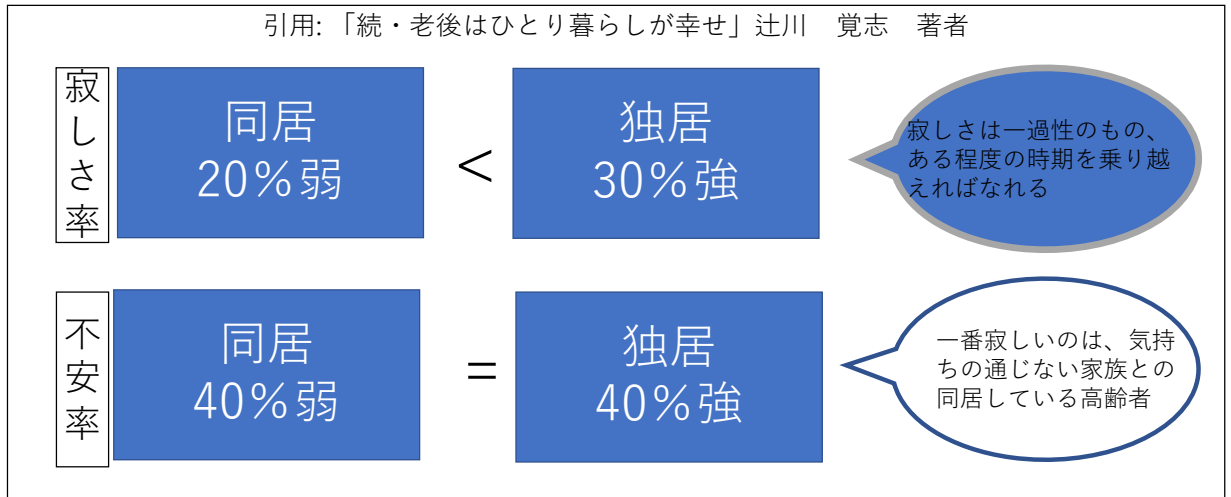 引用: 「続・老後はひとり暮らしが幸せ」辻川　覚志　著者
寂しさ率
同居
20%弱
<
独居
30%強
寂しさは一過性のもの、
ある程度の時期を乗り越
えればなれる
不安率
同居
40%弱
=
独居
40%強
一番寂しいのは、気持
ちの通じない家族との
同居している高齢者